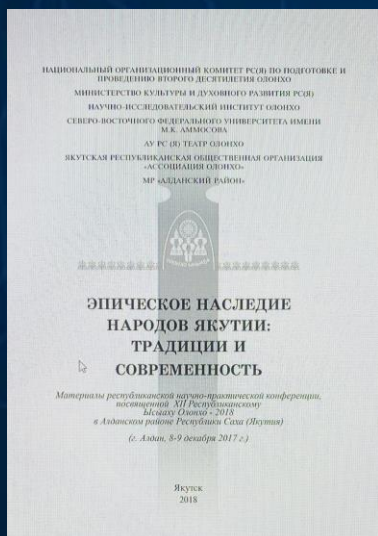 НАЦИОНАЛЬНЫЙ ОРГАНИЗАЦИОННЫЙ КОМИТЕТ РС(Я) ПО ПОДГОТОВКЕ И
ПРОВЕДЕНИЮ ВТОРОГО ДЕСЯТИЛЕТИЯ ОЛОНХО
МИНИСТЕРСТВО КУЛЬТУРЫ И ДУХОВНОГО РАЗВИТИЯ РС(Я)
НАУЧНО-ИССЛЕДОВАТЕЛЬСКИЙ ИНСТИТУТ ОЛОНХО
СЕВЕРО-ВОСТОЧНОГО ФЕДЕРАЛЬНОГО УНИВЕРСИТЕТА ИМЕНИ
М.К. АММОСОВА
АУ РС (Я) ТЕАТР ОЛОНХО
ЯКУТСКАЯ РЕСПУБЛИКАНСКАЯ ОБЩЕСТВЕННАЯ ОРГАНИЗАЦИЯ
«АССОЦИАЦИЯ ОЛОНХО»
МР «АЛДАНСКИЙ РАЙОН»
ЭПИЧЕСКОЕ НАСЛЕДИЕ
НАРОДОВ ЯКУТИИ:
ТРАДИЦИИ И
СОВРЕМЕННОСТЬ
Материалы республиканской научно-практической конференции,
посвященной XII Республиканскому
Ысыаху Олонхо - 2018
в Алданском районе Республики Саха (Якутия)
(г. Алдан, 8-9 декабря 2017 г.)
Якутск
2018